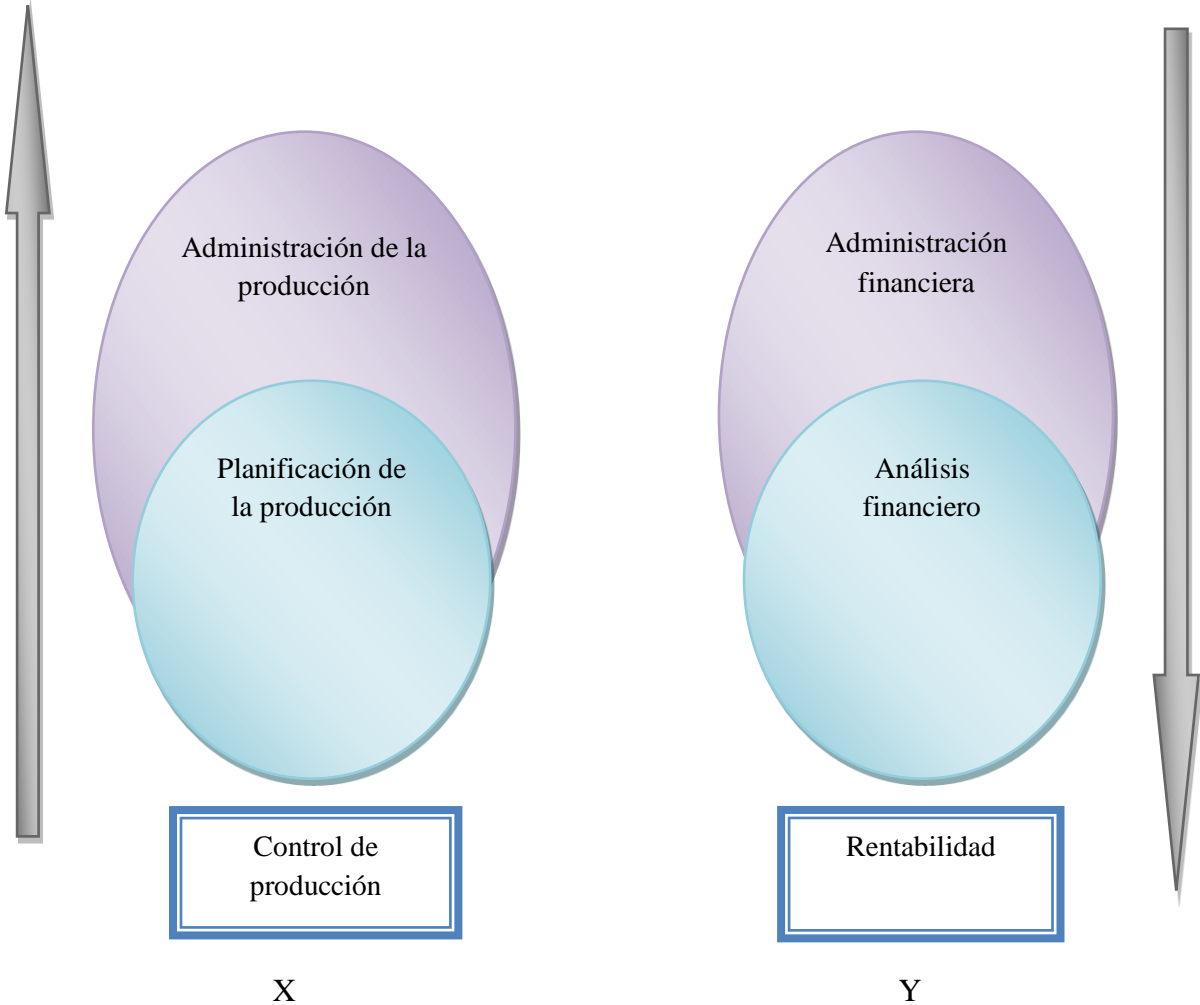 Administración de la
producción
Planificación de
la producción
Control de
producción
X
Administración
financiera
Análisis
financiero
Rentabilidad
Y